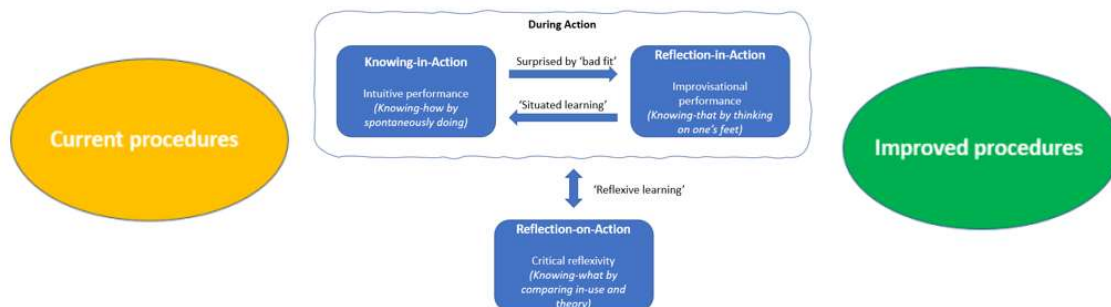 During Action
Current procedures
Knowing-in-Action
Intuitive performance
(Knowing-how by
spontaneously doing)
Surprised by 'bad fit'
'Situated learning'
Reflection-in-Action
Improvisational
performance
(Knowing-that by thinking
on one's feet)
Improved procedures
'Reflexive learning'
Reflection-on-Action
Critical reflexivity
(Knowing-what by
comparing in-use and
theory)